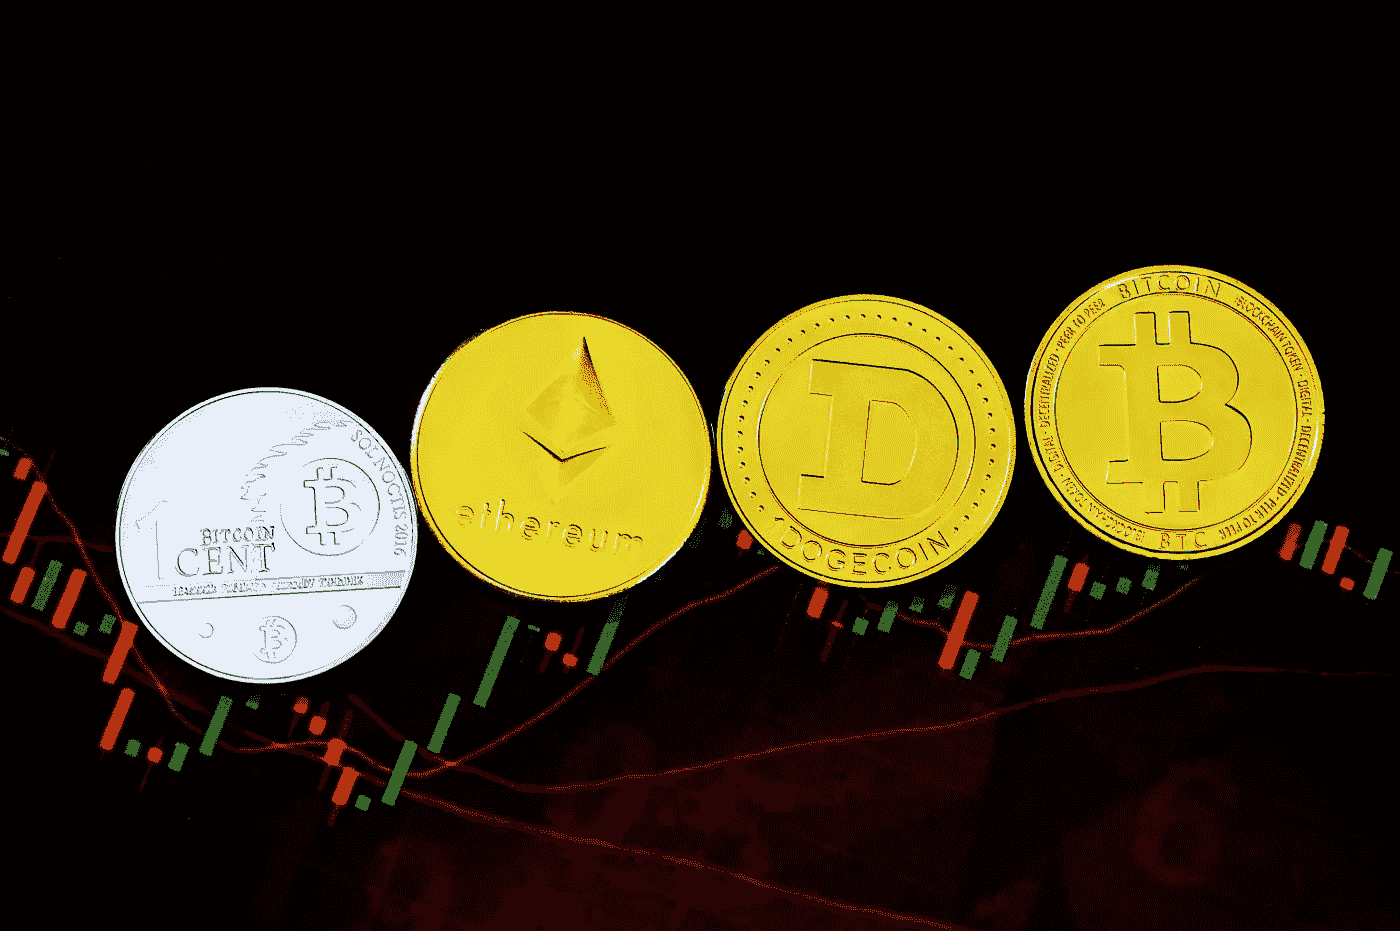 SOL NOCTIS 2016
BITCOIN
CENT
1
ethereum
1 DOGECOIN
D
BITCOIN
BLOCKCHAIN TOKEN · DIGITAL · DECENTRALIZED · PEER TO PEER
BTC
BLOCKCHAIN TOKEN · DIGITAL · DECENTRALIZED · PEER TO PEER